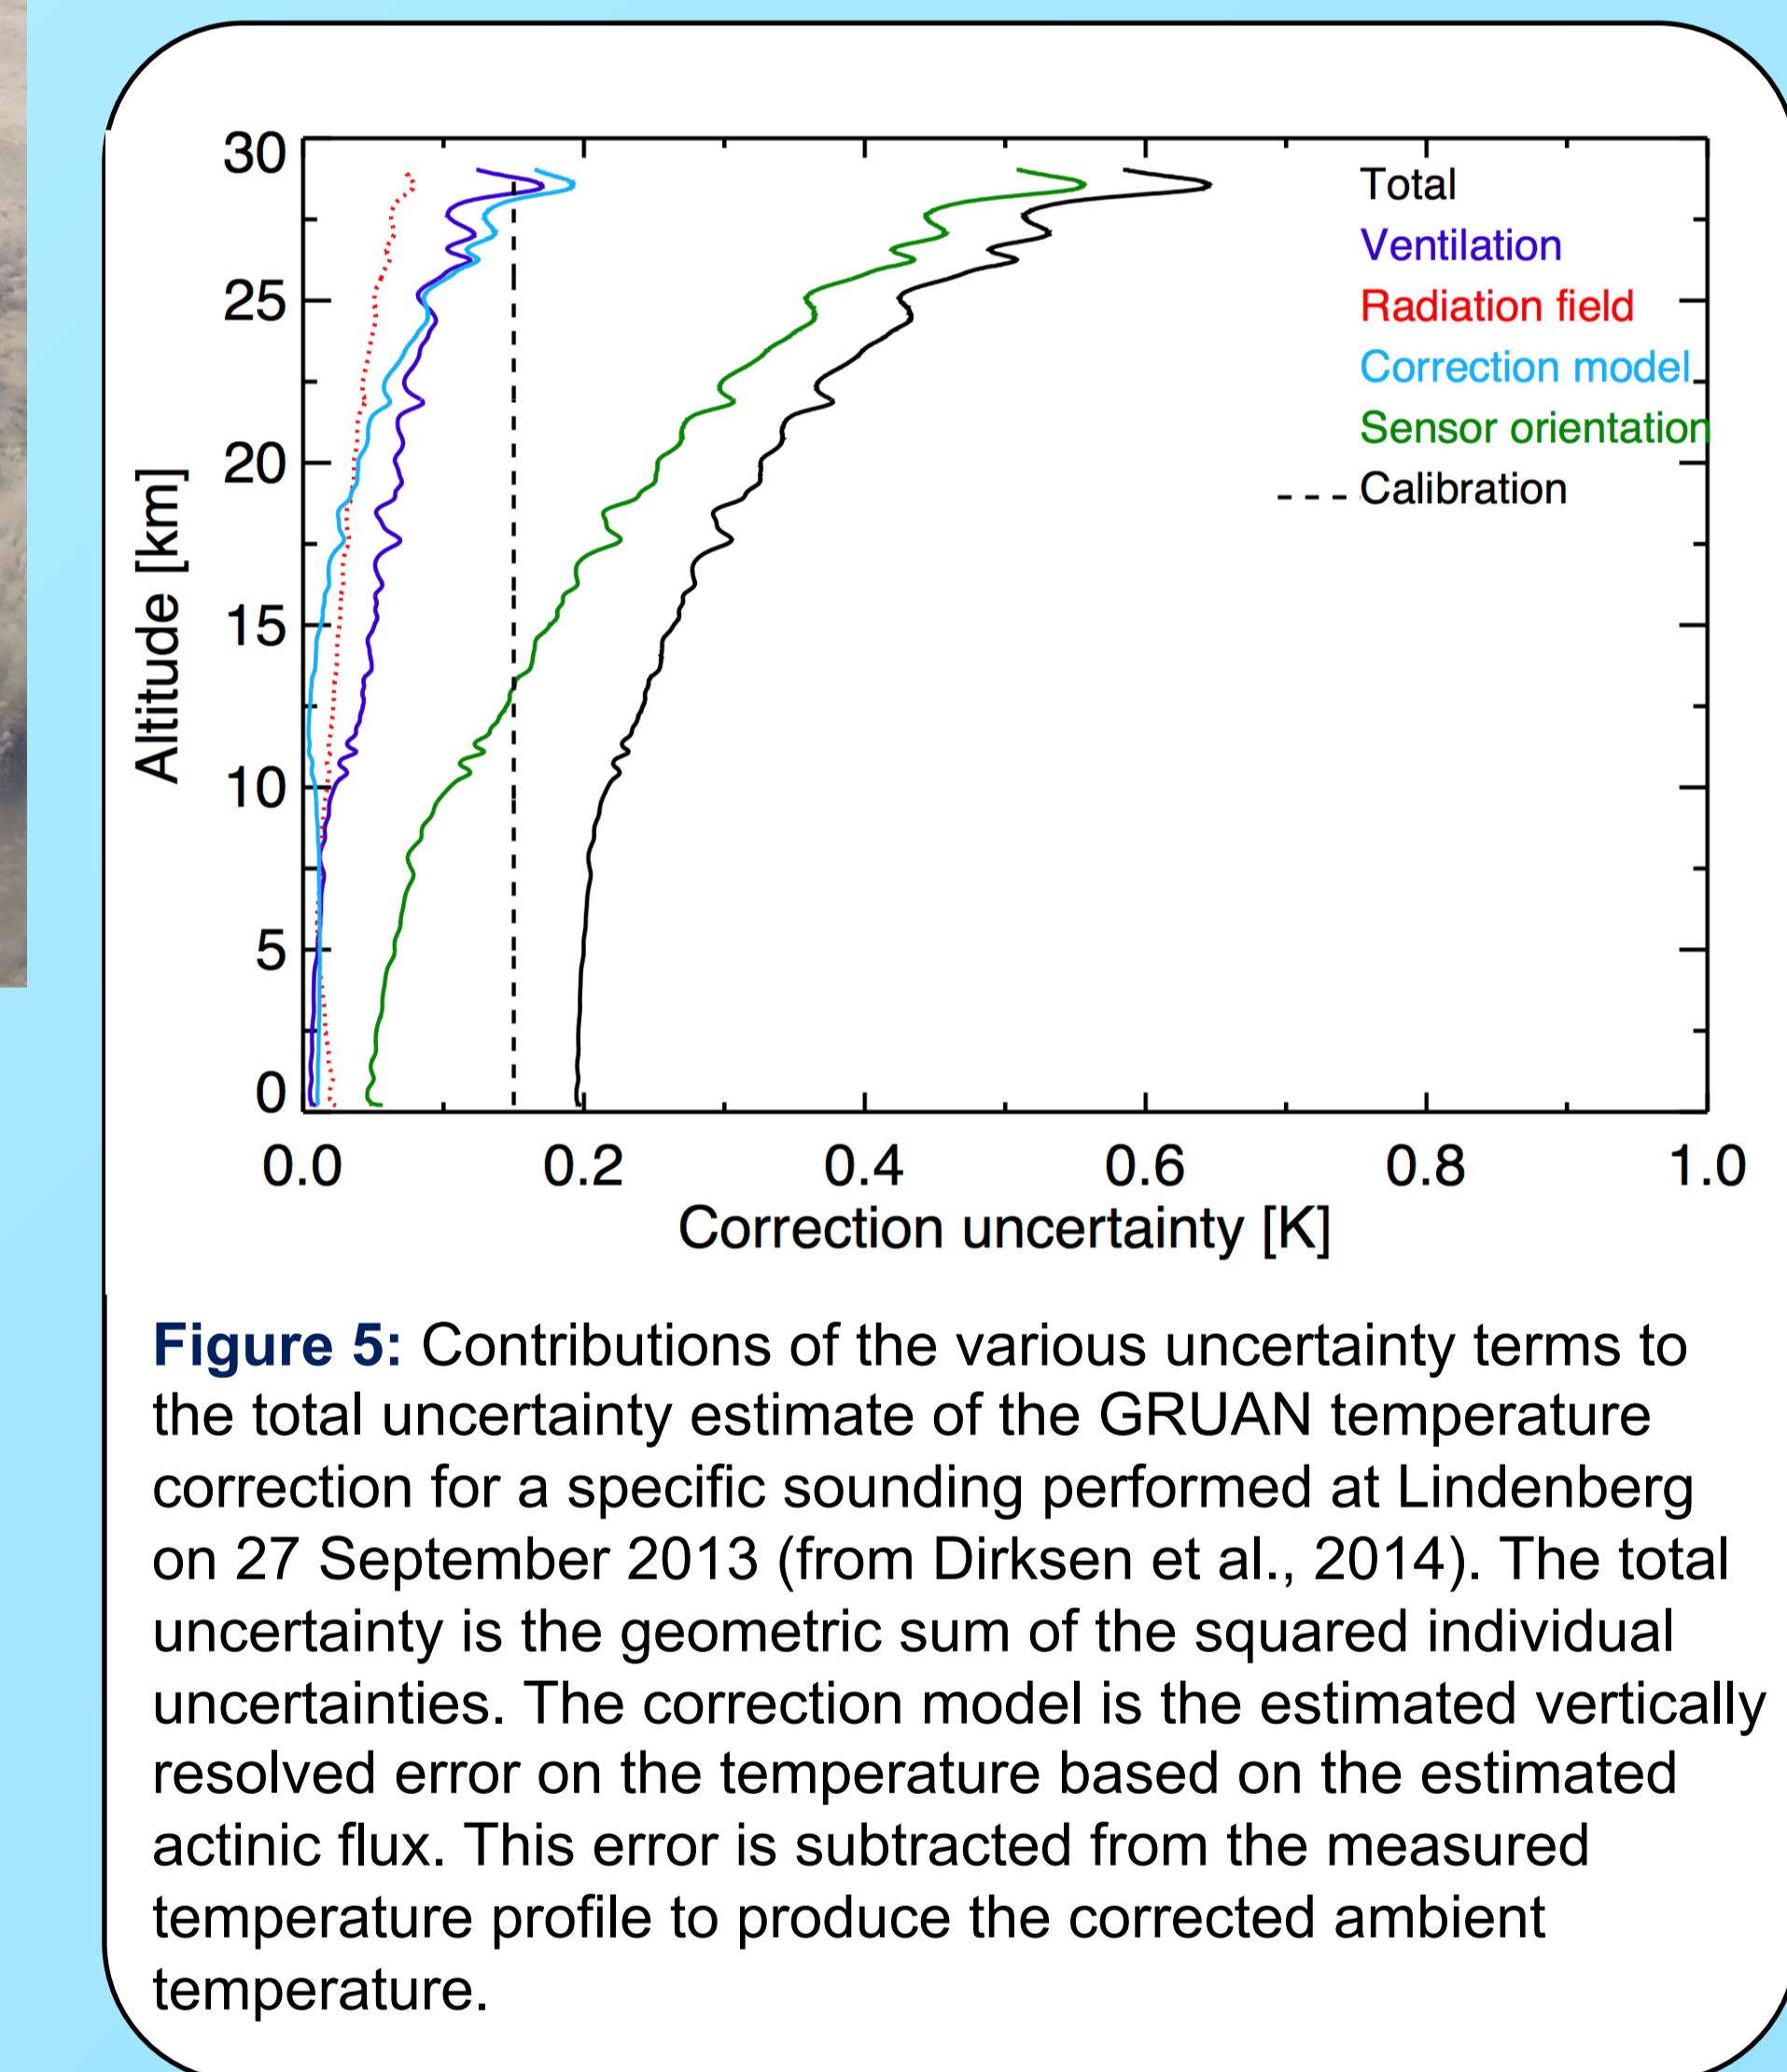 30
25
20
15
10
5
0
Altitude [km]
Total
Ventilation
Radiation field
Correction model
Sensor orientation
Calibration
0.0 0.2 0.4 0.6 0.8 1.0
Correction uncertainty [K]
Figure 5: Contributions of the various uncertainty terms to
the total uncertainty estimate of the GRUAN temperature
correction for a specific sounding performed at Lindenberg
on 27 September 2013 (from Dirksen et al., 2014). The total
uncertainty is the geometric sum of the squared individual
uncertainties. The correction model is the estimated vertically
resolved error on the temperature based on the estimated
actinic flux. This error is subtracted from the measured
temperature profile to produce the corrected ambient
temperature.